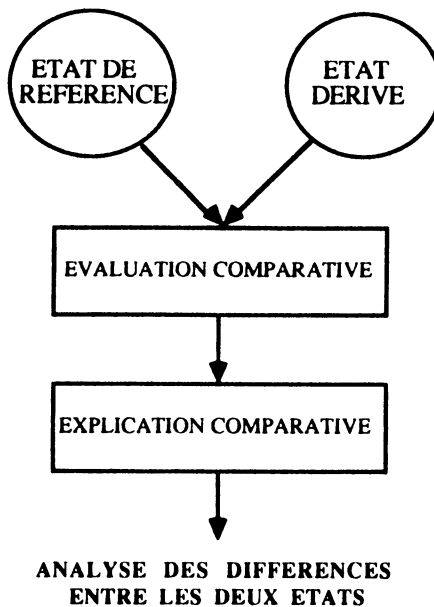 ETAT DE
REFERENCE
ETAT
DERIVE
EVALUATION COMPARATIVE
EXPLICATION COMPARATIVE
ANALYSE DES DIFFERENCES
ENTRE LES DEUX ETATS